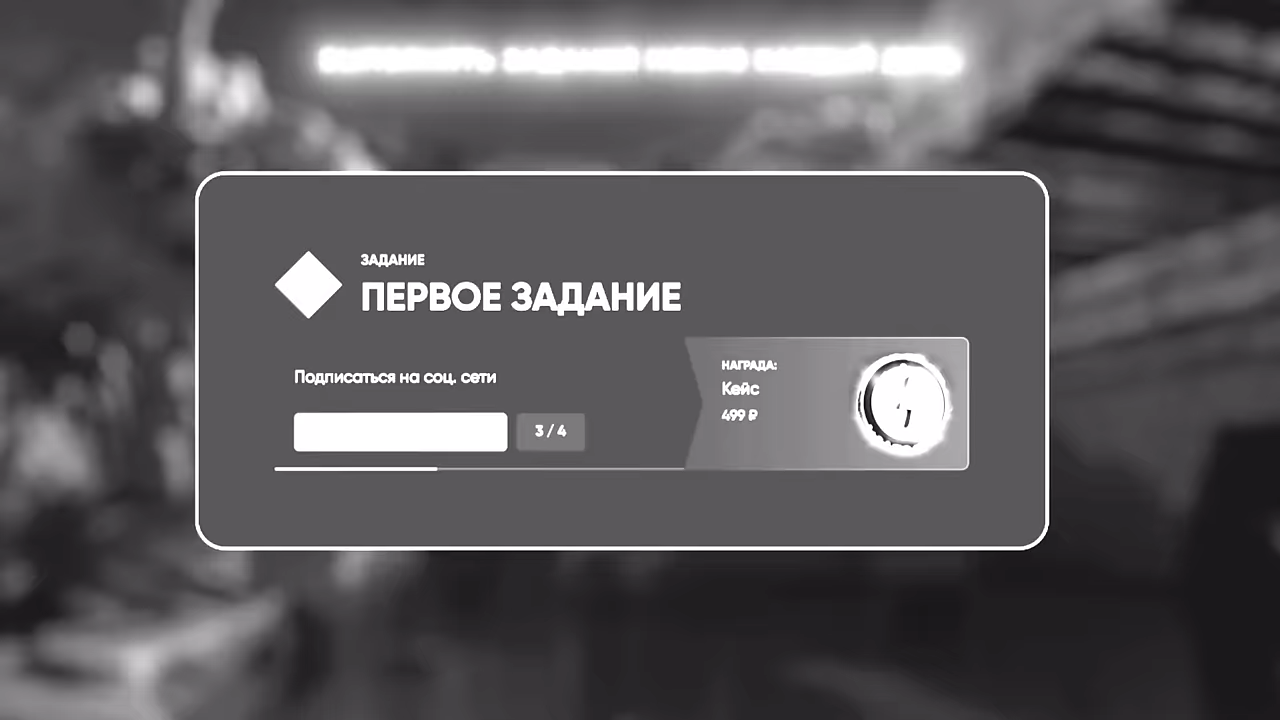 ЗАДАНИЕ
ПЕРВОЕ ЗАДАНИЕ
Подписаться на соц. сети
3 / 4
НАГРАДА:
Кейс
499 ₽